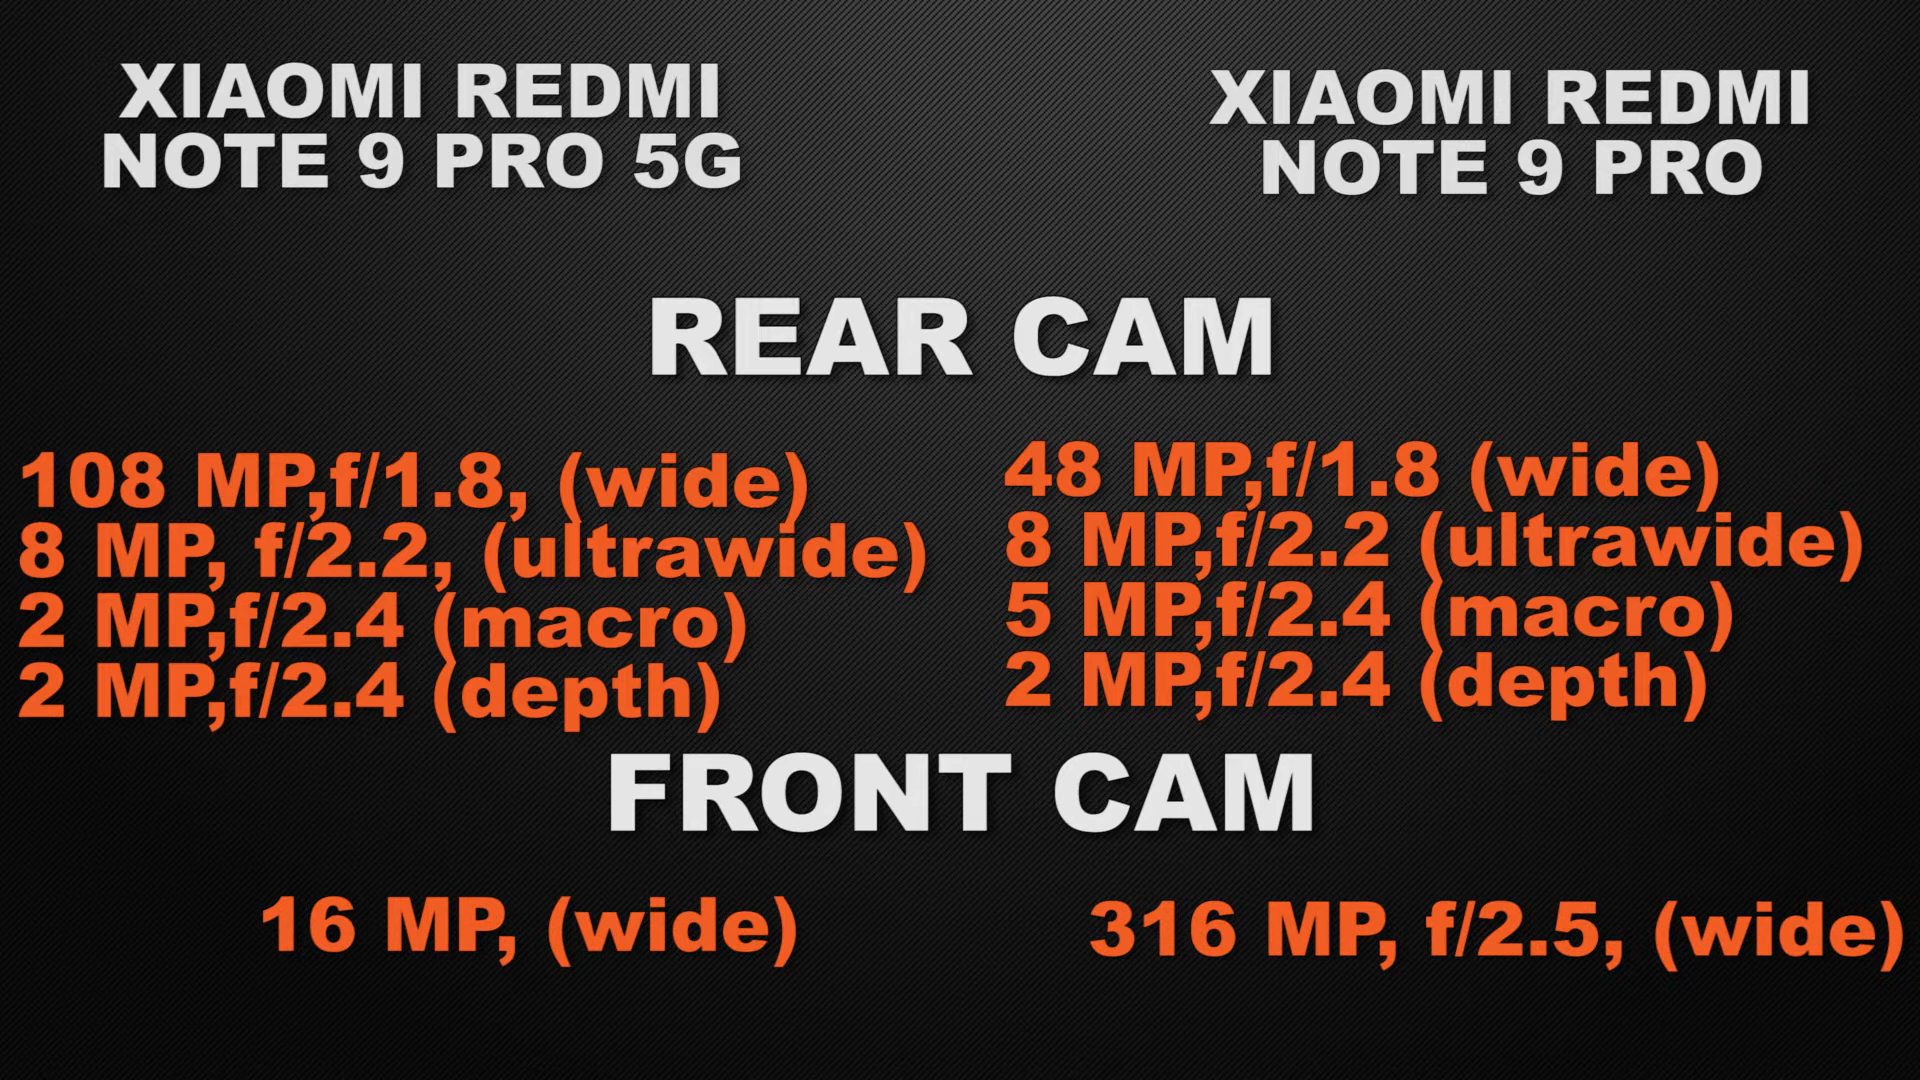 XIAOMI REDMI
NOTE 9 PRO 5G
XIAOMI REDMI
NOTE 9 PRO
REAR CAM
108 MP,f/1.8, (wide)
8 MP, f/2.2, (ultrawide)
2 MP,f/2.4 (macro)
2 MP,f/2.4 (depth)
48 MP,f/1.8 (wide)
8 MP,f/2.2 (ultrawide)
5 MP,f/2.4 (macro)
2 MP,f/2.4 (depth)
FRONT CAM
16 MP, (wide)
316 MP, f/2.5, (wide)